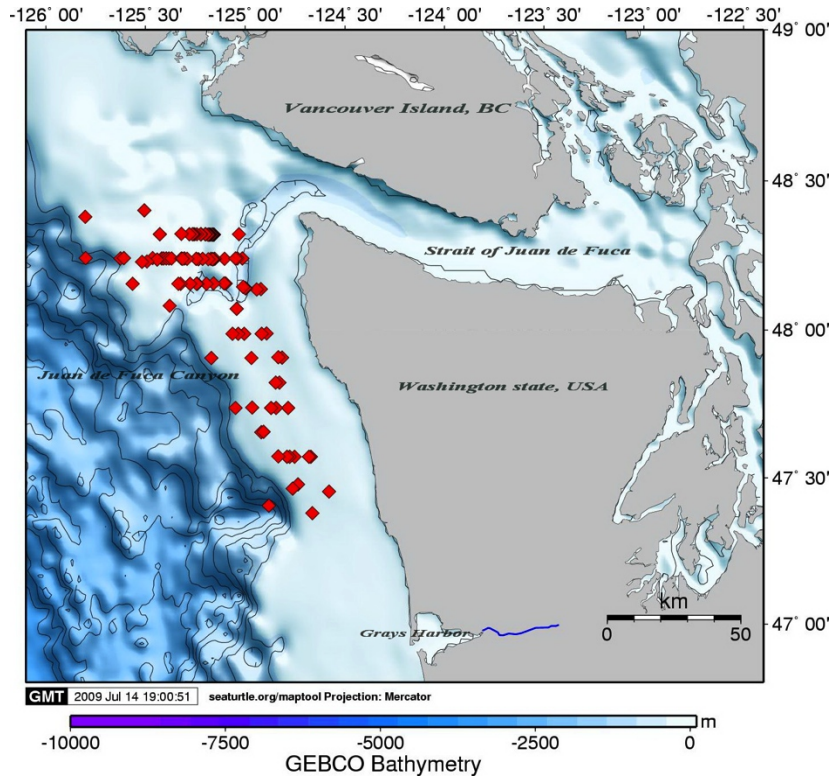 -126˚ 00' -125˚ 30' -125˚ 00' -124˚ 30' -124˚ 00' -123˚ 30' -123˚ 00' -122˚ 30'
49˚ 00'
Vancouver Island, BC
48˚ 30'
Strait of Juan de Fuca
48˚ 00'
Juan de Fuca Canyon
Washington state, USA
47˚ 30'
km
0 50
Grays Harbor
47˚ 00'
GMT 2009 Jul 14 19:00:51 seaturtle.org/maptool Projection: Mercator
m
-10000 -7500 -5000 -2500 0
GEBCO Bathymetry